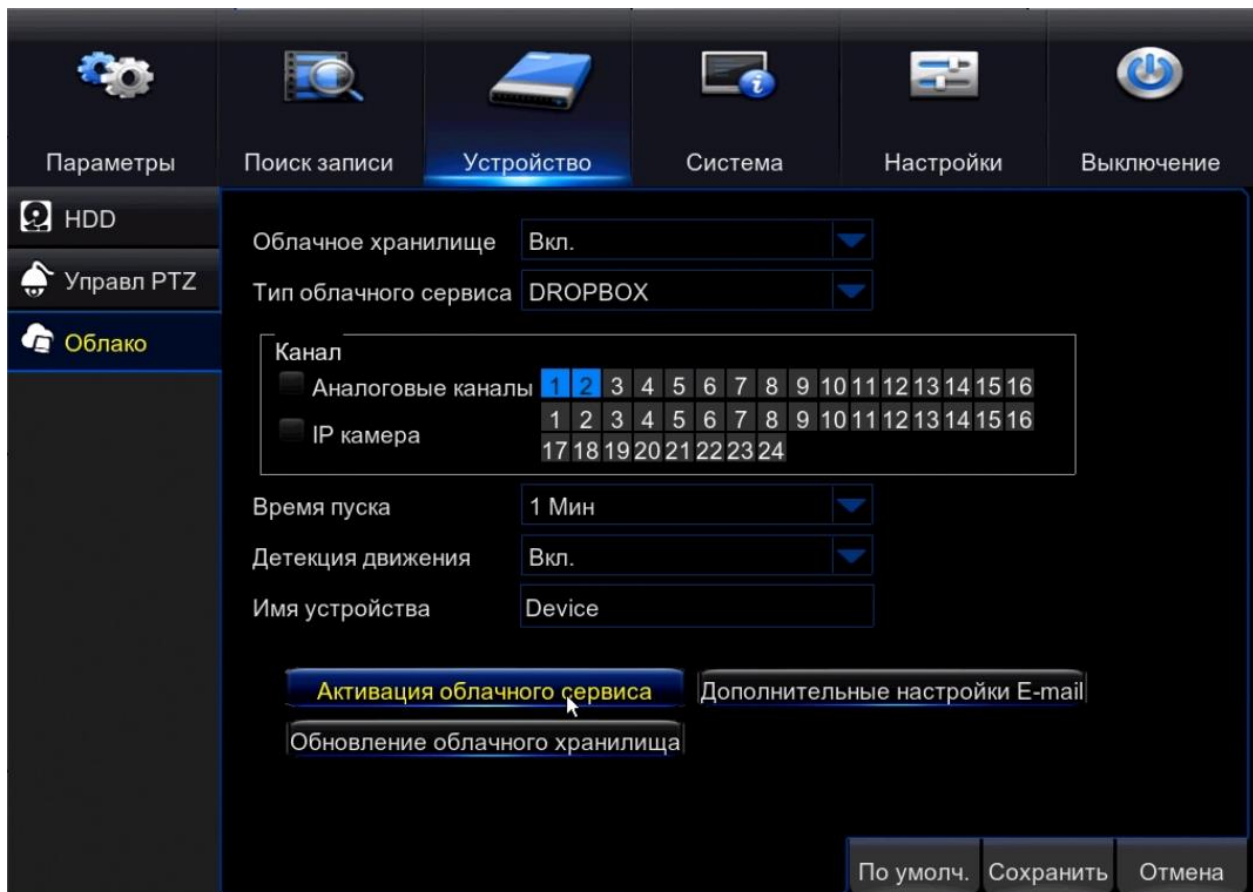 Параметры Поиск записи Устройство Система Настройки Выключение
HDD
Управл PTZ
Облако
Облачное хранилище Вкл.
Тип облачного сервиса DROPBOX
Канал
Аналоговые каналы 1 2 3 4 5 6 7 8 9 10 11 12 13 14 15 16
IP камера 1 2 3 4 5 6 7 8 9 10 11 12 13 14 15 16
17 18 19 20 21 22 23 24
Время пуска 1 Мин
Детекция движения Вкл.
Имя устройства Device
Активация облачного сервиса Дополнительные настройки E-mail
Обновление облачного хранилища
По умолч. Сохранить Отмена